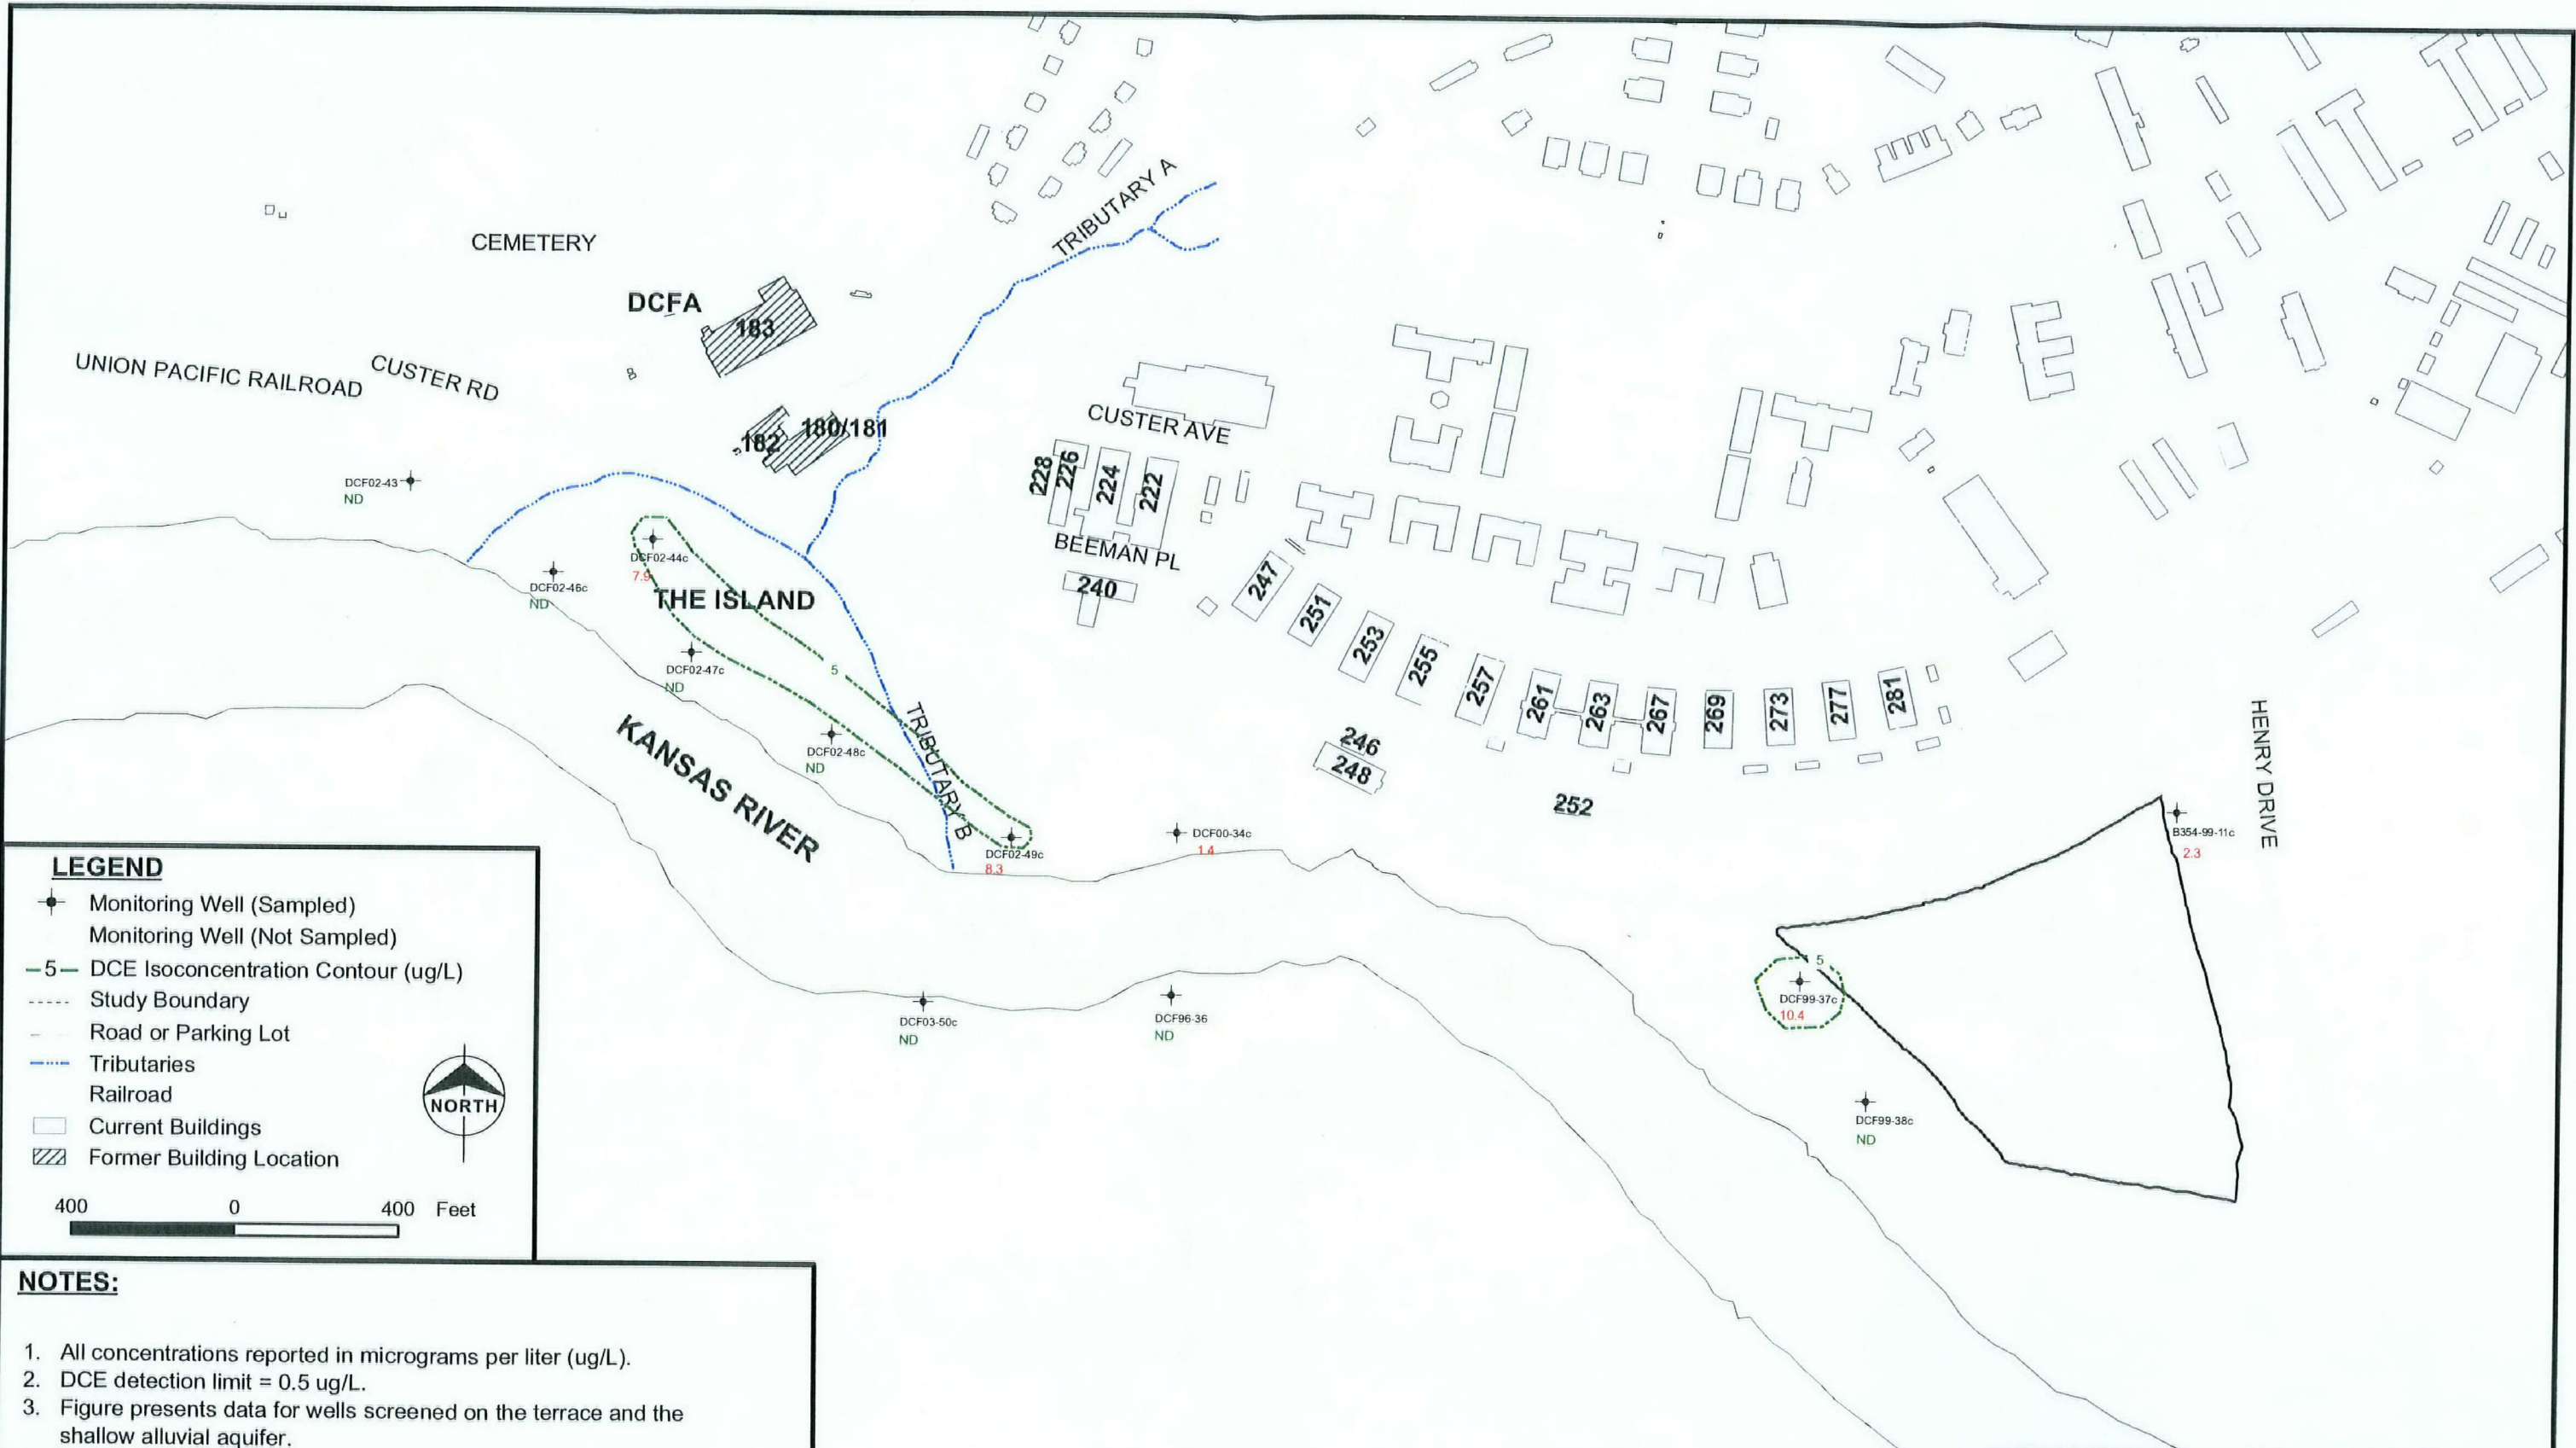 TRIBUTARY A
CEMETERY
DCFA
183
UNION PACIFIC RAILROAD
CUSTER RD
182
180/181
CUSTER AVE
228
226
224
222
BEEMAN PL
240
DCF02-43
ND
DCF02-44c
7.9
DCF02-46c
ND
THE ISLAND
DCF02-47c
ND
5
DCF02-48c
ND
TRIBUTARY B
KANSAS RIVER
DCF02-49c
8.3
DCF00-34c
1.4
247
251
253
255
257
261
263
267
269
273
277
281
246
248
252
HENRY DRIVE
B354-99-11c
2.3
5
DCF99-37c
10.4
DCF99-38c
ND
DCF03-50c
ND
DCF96-36
ND
LEGEND
Monitoring Well (Sampled)
Monitoring Well (Not Sampled)
5 DCE Isoconcentration Contour (ug/L)
Study Boundary
Road or Parking Lot
Tributaries
Railroad
Current Buildings
Former Building Location
NORTH
400 0 400 Feet
NOTES:
1. All concentrations reported in micrograms per liter (ug/L).
2. DCE detection limit = 0.5 ug/L.
3. Figure presents data for wells screened on the terrace and the
shallow alluvial aquifer.